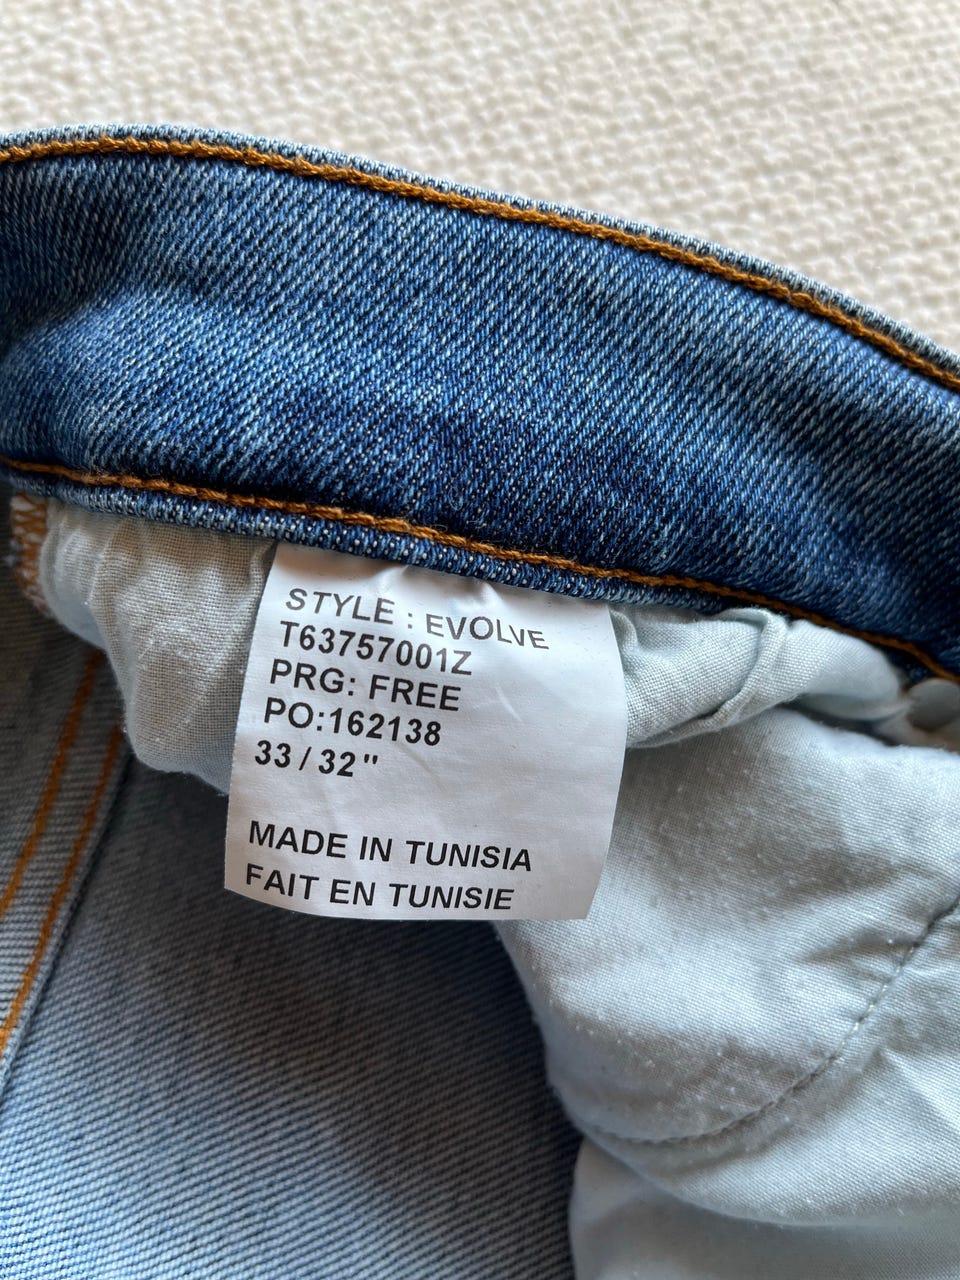 STYLE : EVOLVE
T63757001Z
PRG: FREE
PO:162138
33 / 32"
MADE IN TUNISIA
FAIT EN TUNISIE